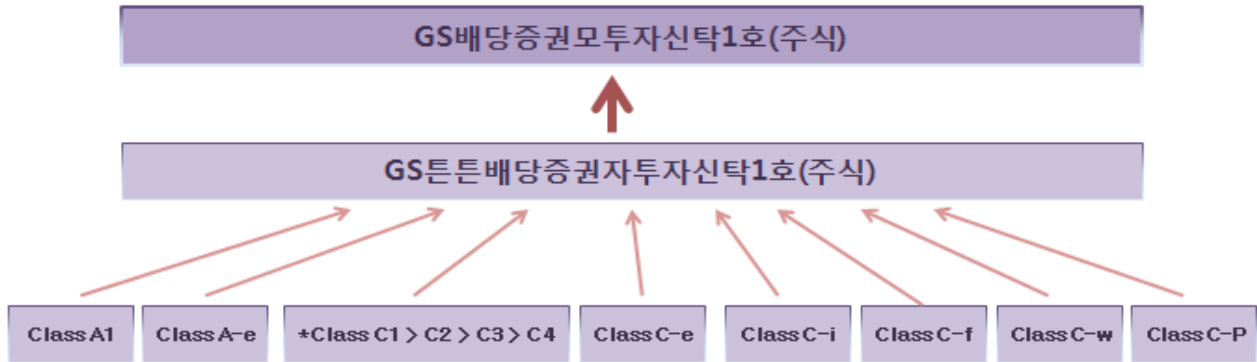 GS배당증권모투자신탁1호(주식)
GS튼튼배당증권자투자신탁1호(주식)
Class A1 Class A-e *Class C1 > C2 > C3 > C4 Class C-e Class C-i Class C-f Class C-w Class C-P